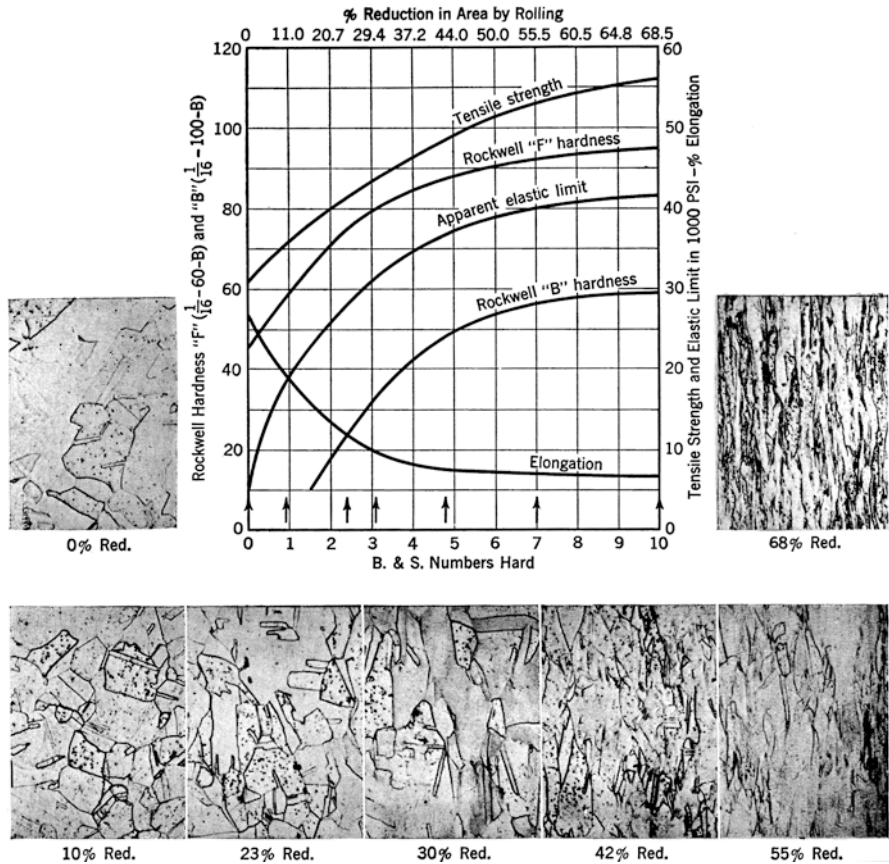 % Reduction in Area by Rolling
0 11.0 20.7 29.4 37.2 44.0 50.0 55.5 60.5 64.8 68.5
120
100
80
60
40
20
0
Rockwell Hardness "F" (1/16-60-B) and "B" (1/16-100-B)
60
50
40
30
20
10
0
Tensile Strength and Elastic Limit in 1000 PSI-% Elongation
Tensile strength
Rockwell "F" hardness
Apparent elastic limit
Rockwell "B" hardness
Elongation
0 1 2 3 4 5 6 7 8 9 10
B. & S. Numbers Hard
0% Red.
68% Red.
10% Red.
23% Red.
30% Red.
42% Red.
55% Red.